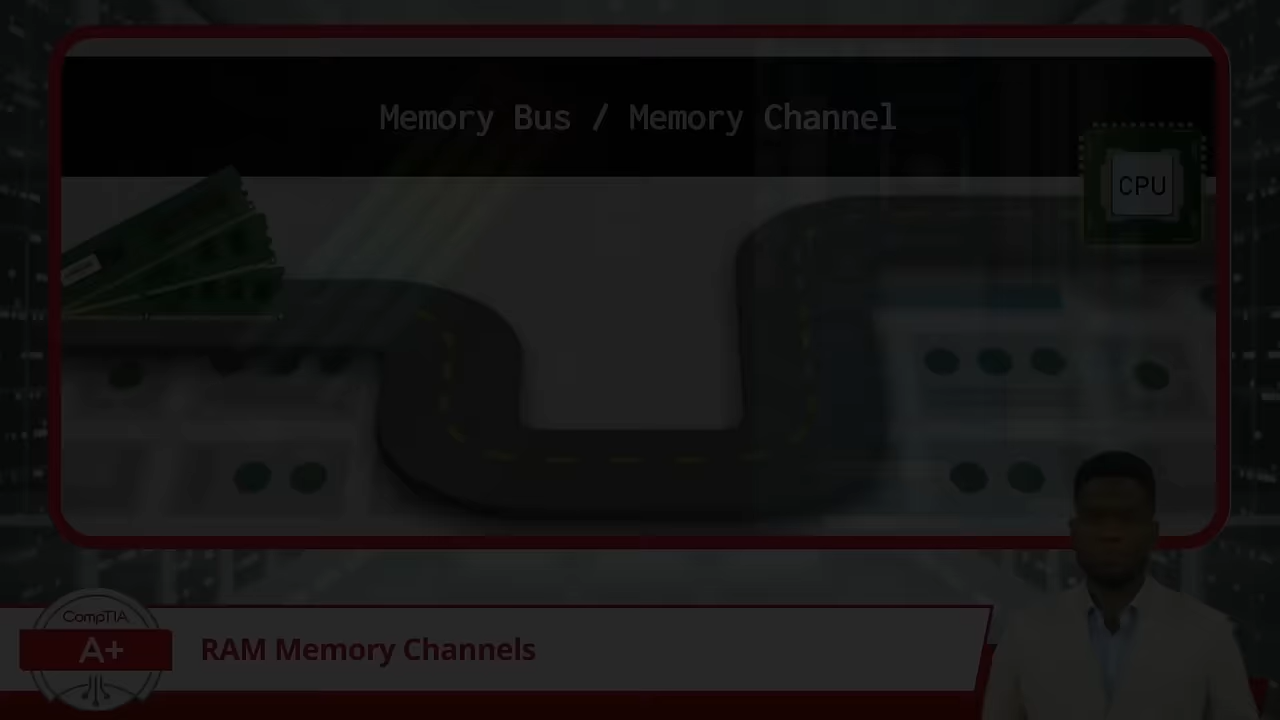 Memory Bus / Memory Channel
CPU
CompTIA
A+
RAM Memory Channels